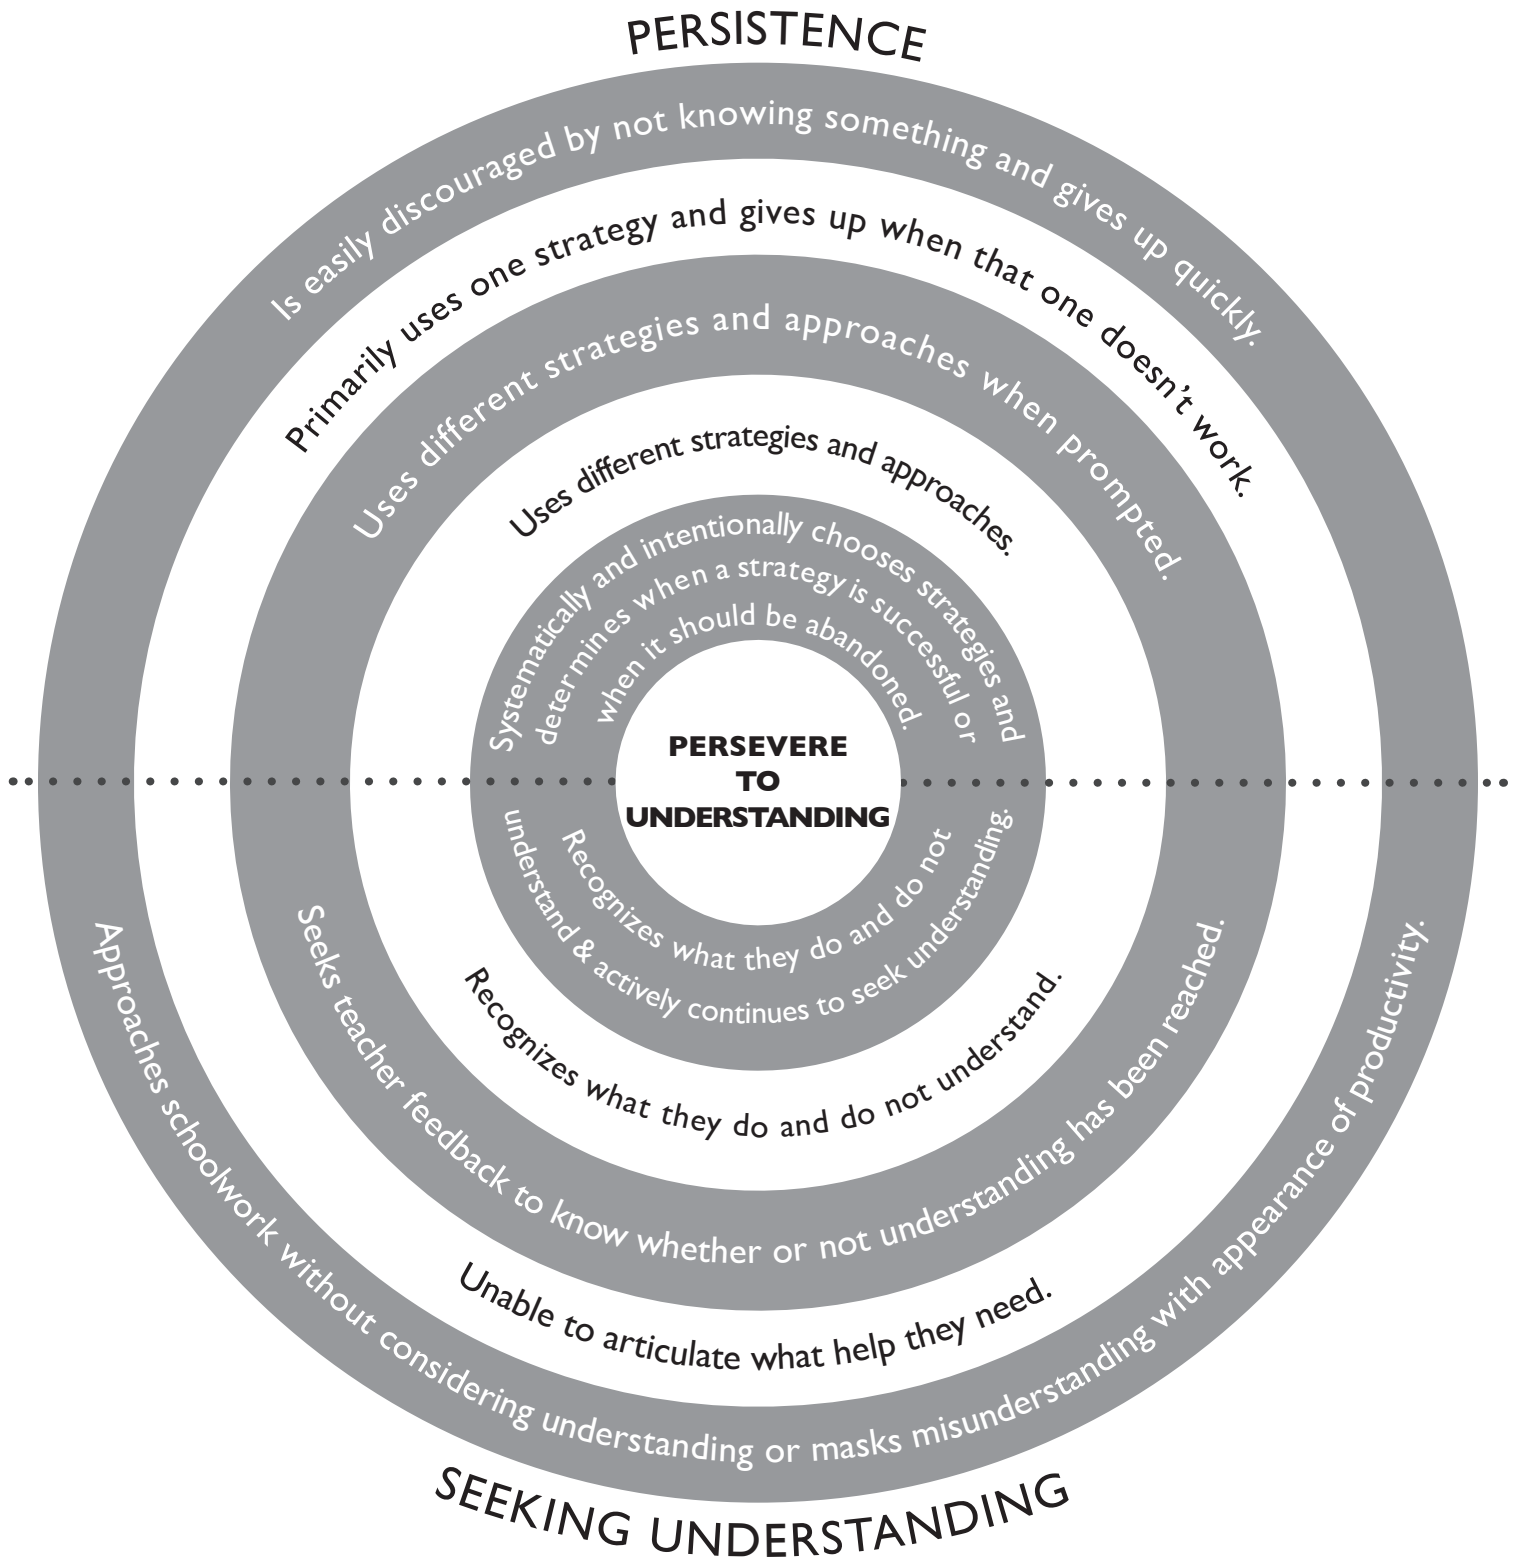 PERSISTENCE
Is easily discouraged by not knowing something and gives up quickly.
Primarily uses one strategy and gives up when that one doesn't work.
Uses different strategies and approaches when prompted.
Uses different strategies and approaches.
Systematically and intentionally chooses strategies and
determines when a strategy is successful or
when it should be abandoned.
PERSEVERE
TO
UNDERSTANDING
Recognizes what they do and do not
understand & actively continues to seek understanding.
Recognizes what they do and do not understand.
Seeks teacher feedback to know whether or not understanding has been reached.
Unable to articulate what help they need.
Approaches schoolwork without considering understanding or masks misunderstanding with appearance of productivity.
SEEKING UNDERSTANDING